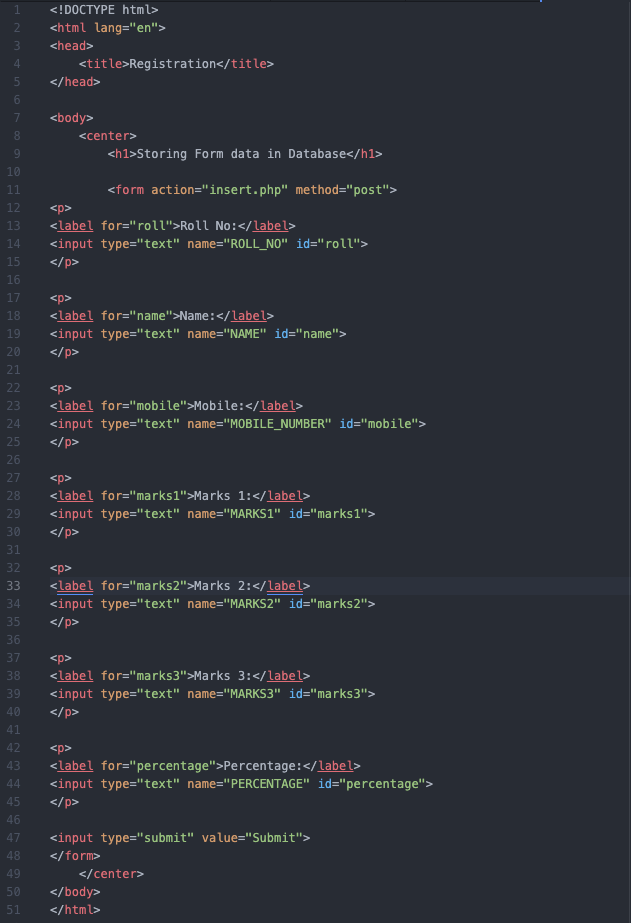 1 <!DOCTYPE html>
2 <html lang="en">
3 <head>
4     <title>Registration</title>
5 </head>
6
7 <body>
8     <center>
9         <h1>Storing Form data in Database</h1>
10
11         <form action="insert.php" method="post">
12 <p>
13 <label for="roll">Roll No:</label>
14 <input type="text" name="ROLL_NO" id="roll">
15 </p>
16
17 <p>
18 <label for="name">Name:</label>
19 <input type="text" name="NAME" id="name">
20 </p>
21
22 <p>
23 <label for="mobile">Mobile:</label>
24 <input type="text" name="MOBILE_NUMBER" id="mobile">
25 </p>
26
27 <p>
28 <label for="marks1">Marks 1:</label>
29 <input type="text" name="MARKS1" id="marks1">
30 </p>
31
32 <p>
33 <label for="marks2">Marks 2:</label>
34 <input type="text" name="MARKS2" id="marks2">
35 </p>
36
37 <p>
38 <label for="marks3">Marks 3:</label>
39 <input type="text" name="MARKS3" id="marks3">
40 </p>
41
42 <p>
43 <label for="percentage">Percentage:</label>
44 <input type="text" name="PERCENTAGE" id="percentage">
45 </p>
46
47 <input type="submit" value="Submit">
48 </form>
49     </center>
50 </body>
51 </html>